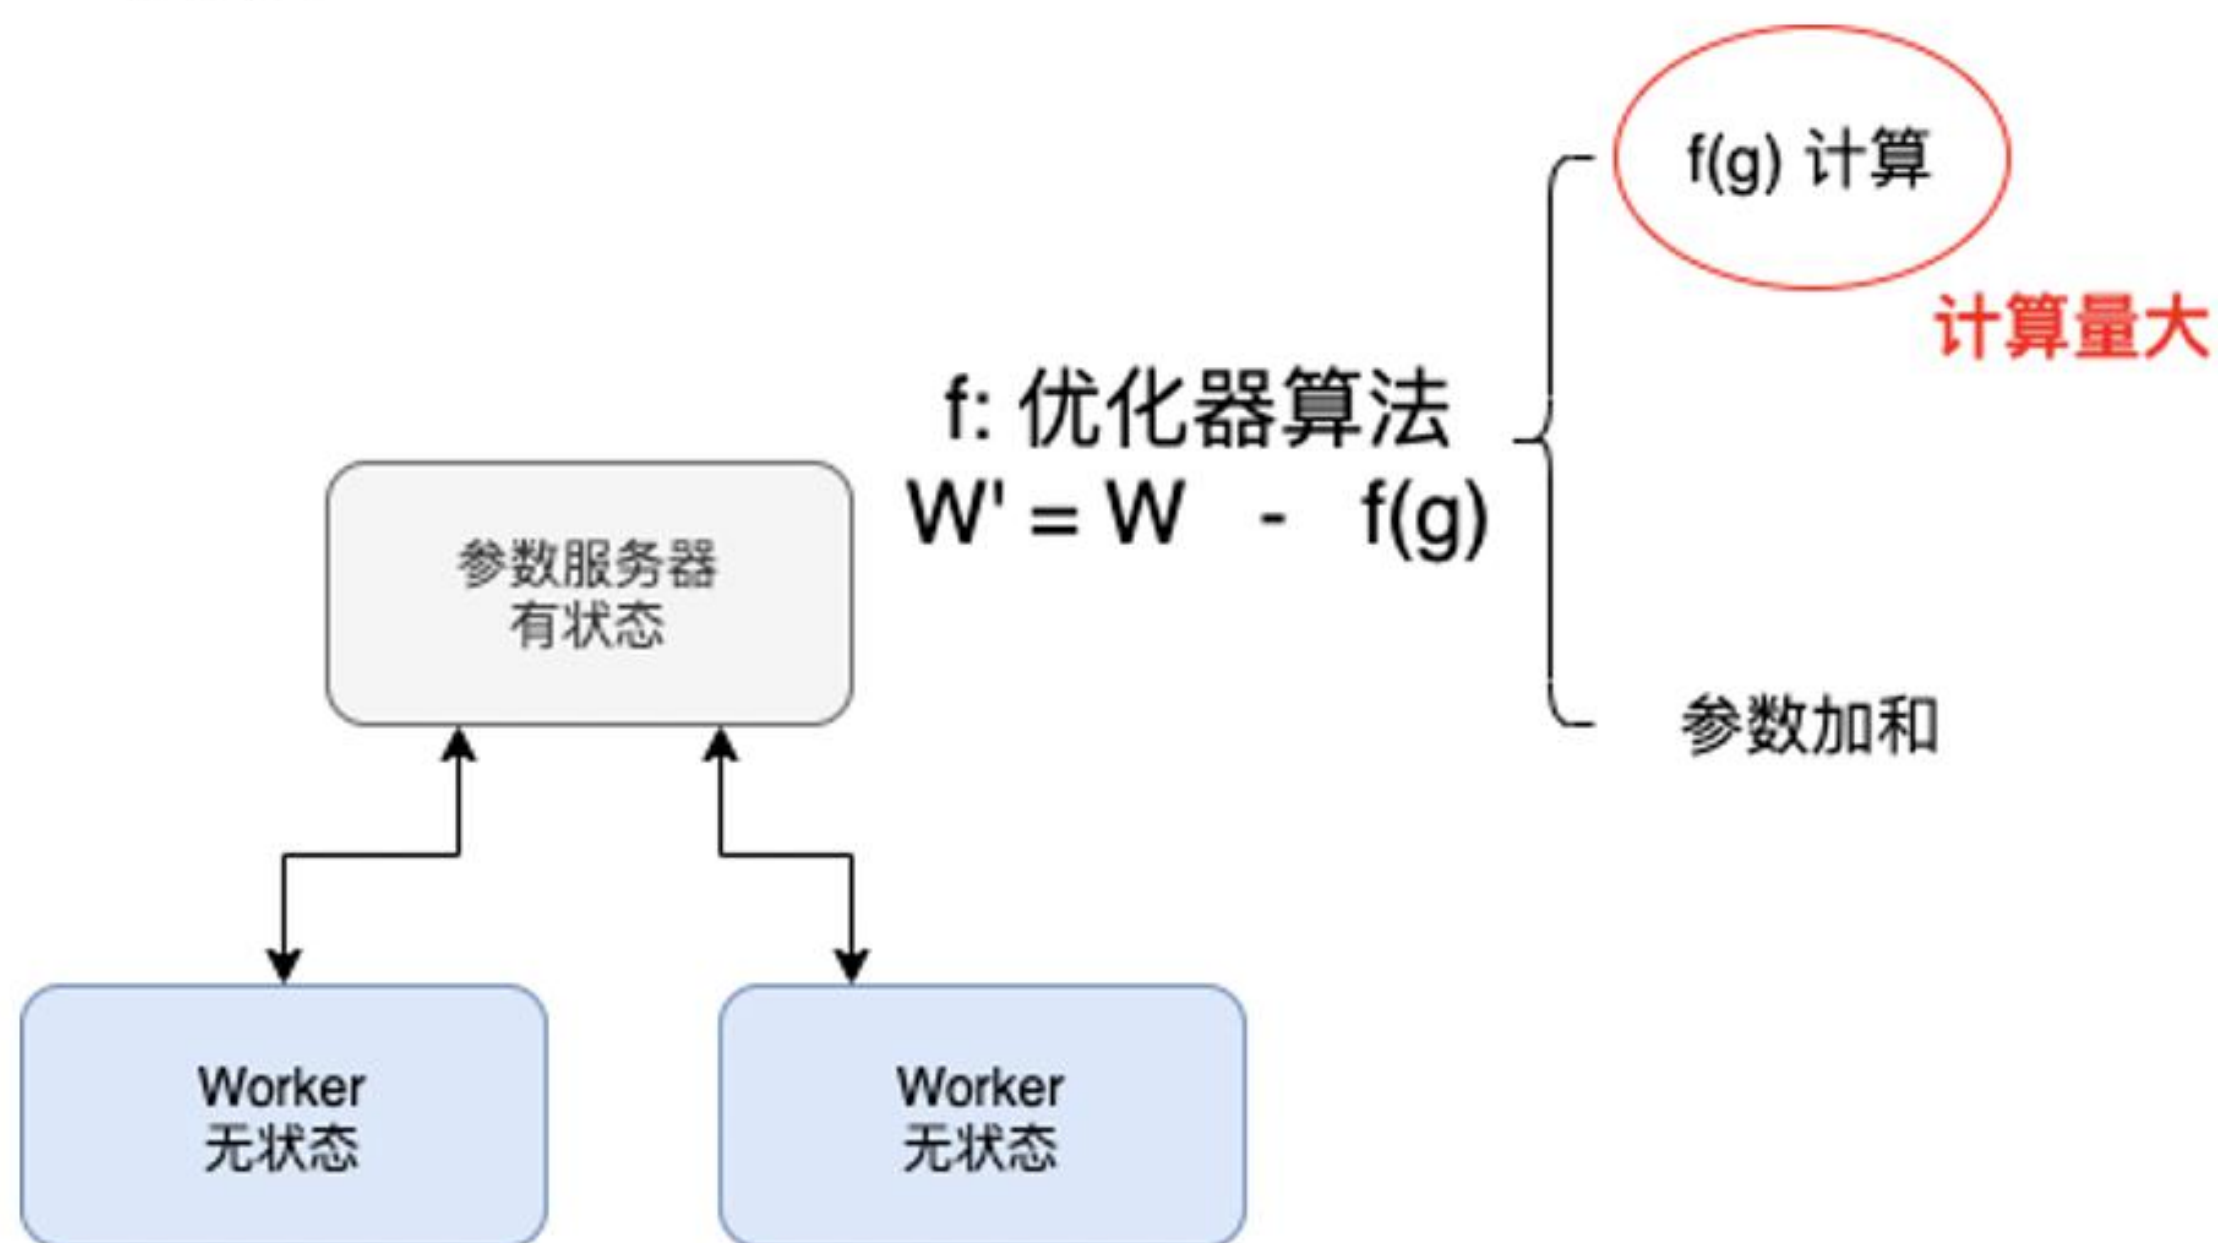 f(g) 计算
计算量大
f: 优化器算法
W' = W - f(g)
参数服务器
有状态
参数加和
Worker
无状态
Worker
无状态